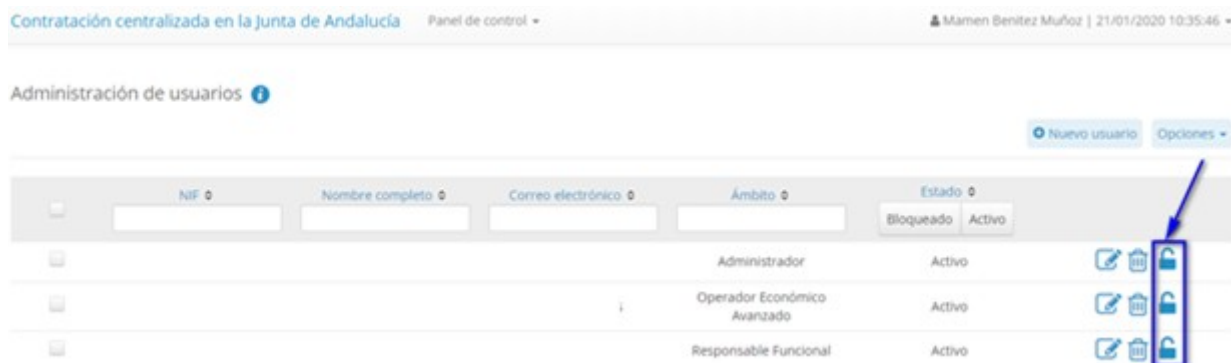 Contratación centralizada en la Junta de Andalucía Panel de control Mamen Benitez Muñoz | 21/01/2020 10:35:46
Administración de usuarios
Nuevo usuario Opciones
NIF Nombre completo Correo electrónico Ámbito Estado
Bloqueado Activo
Administrador Activo
Operador Económico Avanzado Activo
Responsable Funcional Activo